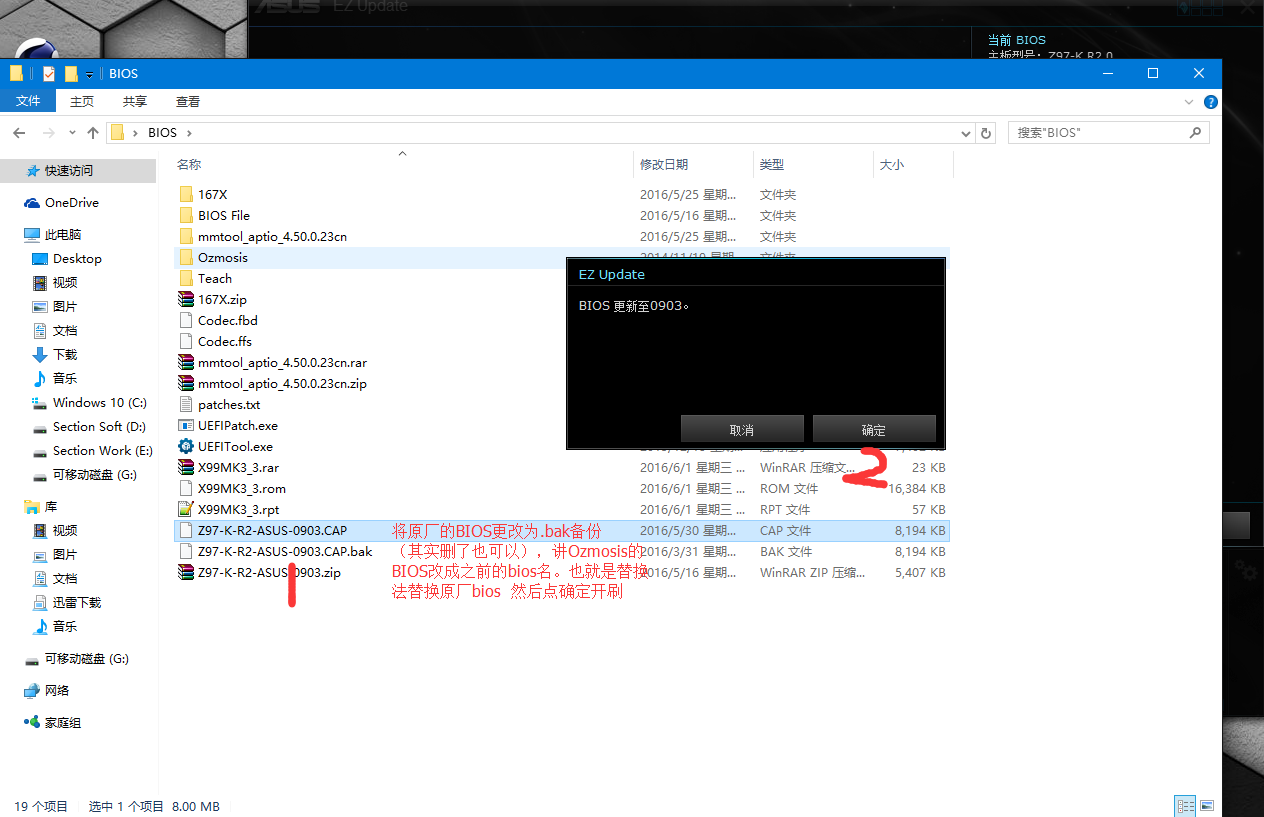 ASUS EZ Update
当前 BIOS
主板型号: Z97-K R2.0
BIOS
文件 主页 共享 查看
BIOS
搜索"BIOS"
名称 修改日期 类型 大小
快速访问
OneDrive
此电脑
Desktop
视频
图片
文档
下载
音乐
Windows 10 (C:)
Section Soft (D:)
Section Work (E:)
可移动磁盘 (G:)
库
视频
图片
文档
迅雷下载
音乐
可移动磁盘 (G:)
网络
家庭组
167X 2016/5/25 星期... 文件夹
BIOS File 2016/5/16 星期... 文件夹
mmtool_aptio_4.50.0.23cn 2016/5/25 星期... 文件夹
Ozmosis 2014/11/10 星期... 文件夹
Teach
167X.zip
Codec.fbd
Codec.ffs
mmtool_aptio_4.50.0.23cn.rar
mmtool_aptio_4.50.0.23cn.zip
patches.txt
UEFIPatch.exe
UEFITool.exe
X99MK3_3.rar 2016/6/1 星期三 ... WinRAR 压缩文... 23 KB
X99MK3_3.rom 2016/6/1 星期三 ... ROM 文件 16,384 KB
X99MK3_3.rpt 2016/6/1 星期三 ... RPT 文件 57 KB
Z97-K-R2-ASUS-0903.CAP 2016/5/30 星期... CAP 文件 8,194 KB
Z97-K-R2-ASUS-0903.CAP.bak 2016/3/31 星期... BAK 文件 8,194 KB
Z97-K-R2-ASUS-0903.zip 2016/5/16 星期... WinRAR ZIP 压缩... 5,407 KB
EZ Update
BIOS 更新至0903。
取消 确定
2
将原厂的BIOS更改为.bak备份
（其实删了也可以），讲Ozmosis的
BIOS改成之前的bios名。也就是替换
法替换原厂bios 然后点确定开刷
1
19 个项目 选中 1 个项目 8.00 MB